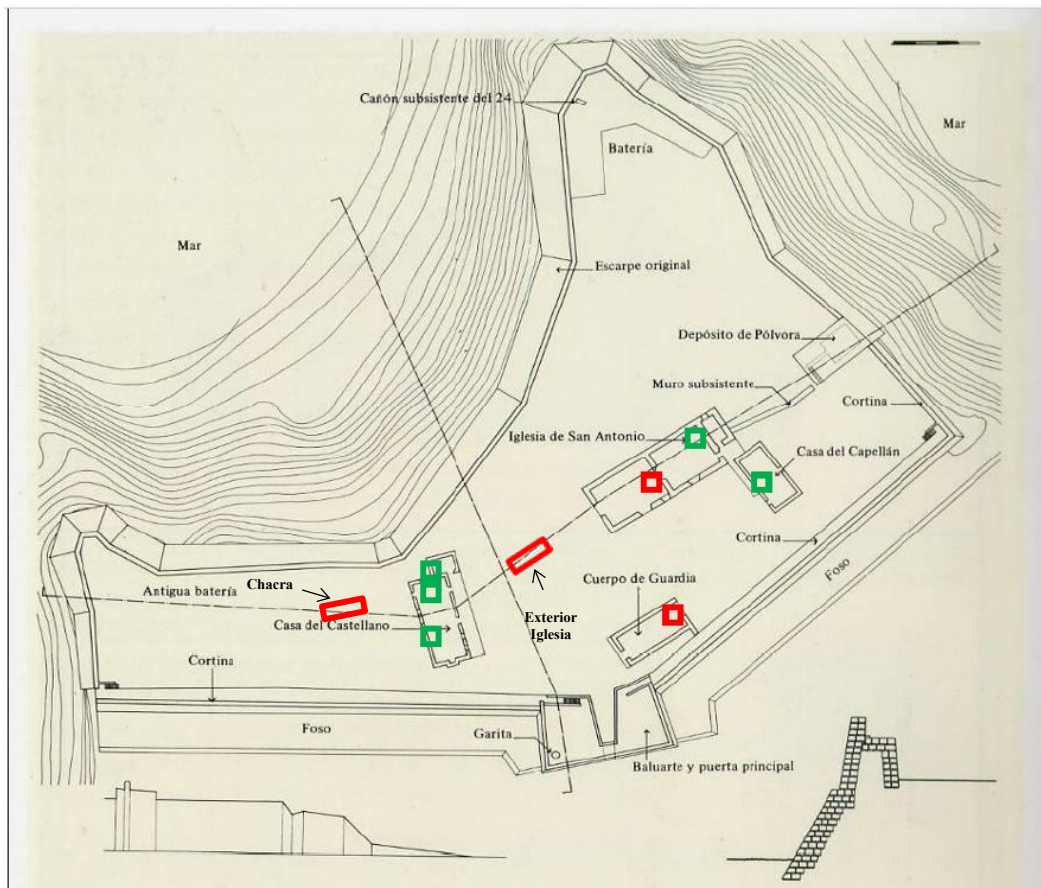 Cañón subsistente del 24
Mar
Batería
Mar
Escarpe original
Depósito de Pólvora
Muro subsistente
Cortina
Iglesia de San Antonio
Casa del Capellán
Cortina
Foso
Chacra
Antigua batería
Cuerpo de Guardia
Exterior
Iglesia
Casa del Castellano
Cortina
Foso
Garita
Baluarte y puerta principal